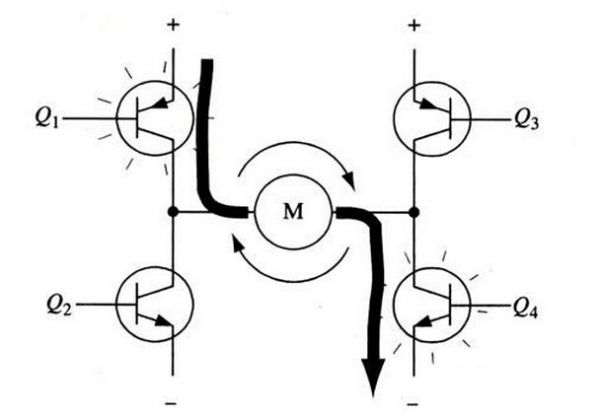 + +
Q1 Q3
M
Q2 Q4
– –